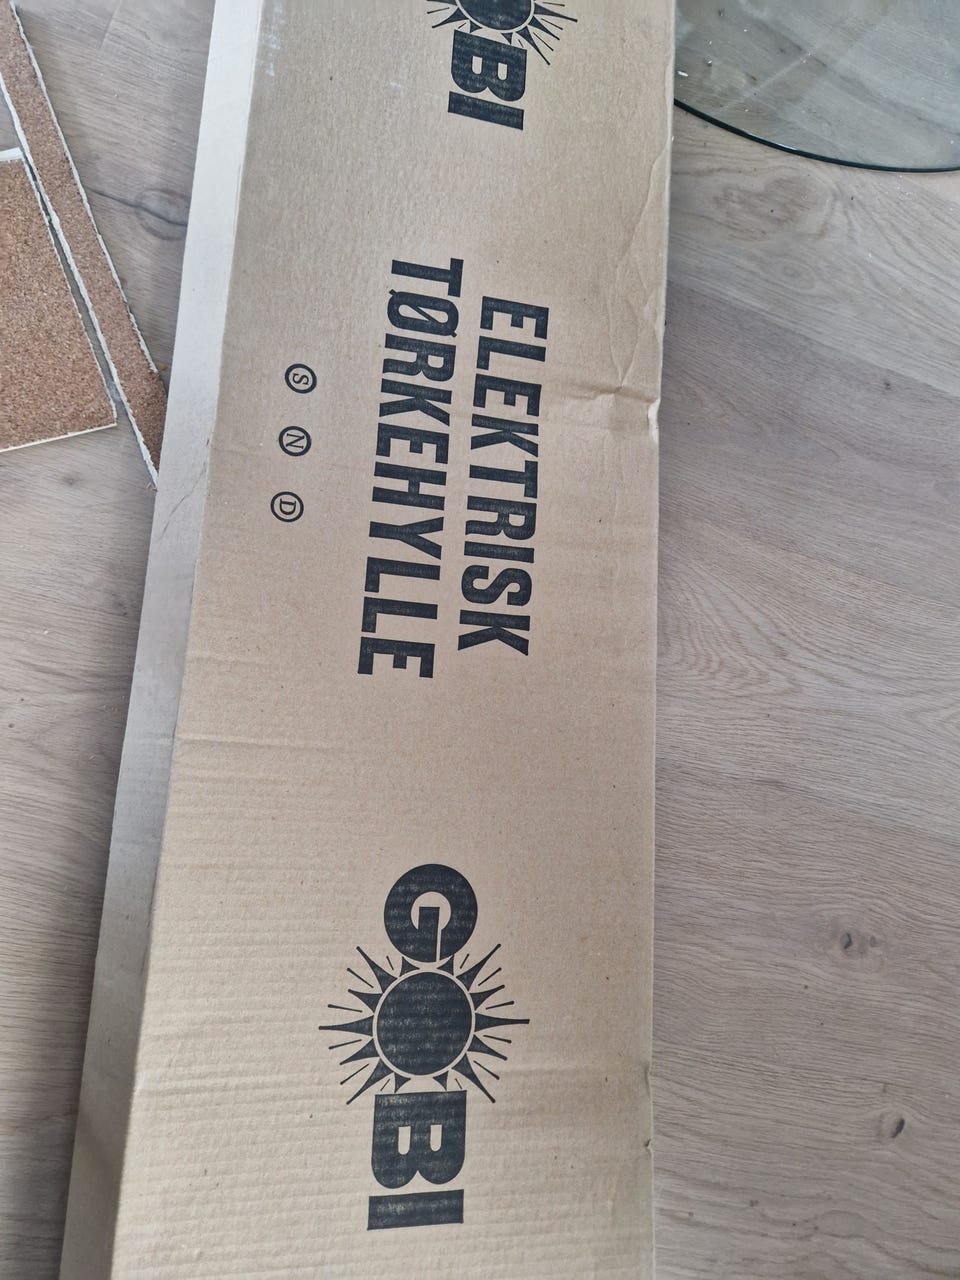 OBI
ELEKTRISK
TØRKEHYLLE
S N D
GOBI